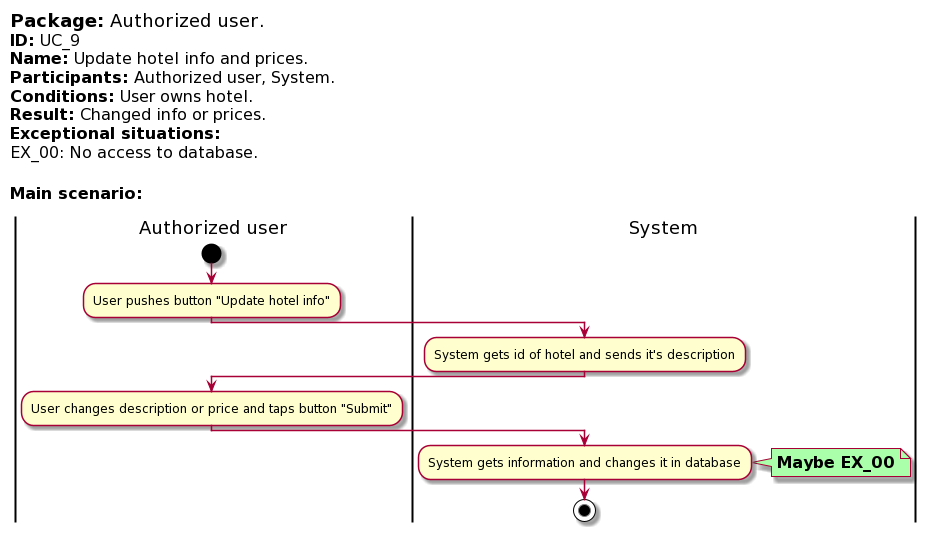 Package: Authorized user.
ID: UC_9
Name: Update hotel info and prices.
Participants: Authorized user, System.
Conditions: User owns hotel.
Result: Changed info or prices.
Exceptional situations:
EX_00: No access to database.
Main scenario:
Authorized user
System
User pushes button "Update hotel info"
System gets id of hotel and sends it's description
User changes description or price and taps button "Submit"
System gets information and changes it in database
Maybe EX_00